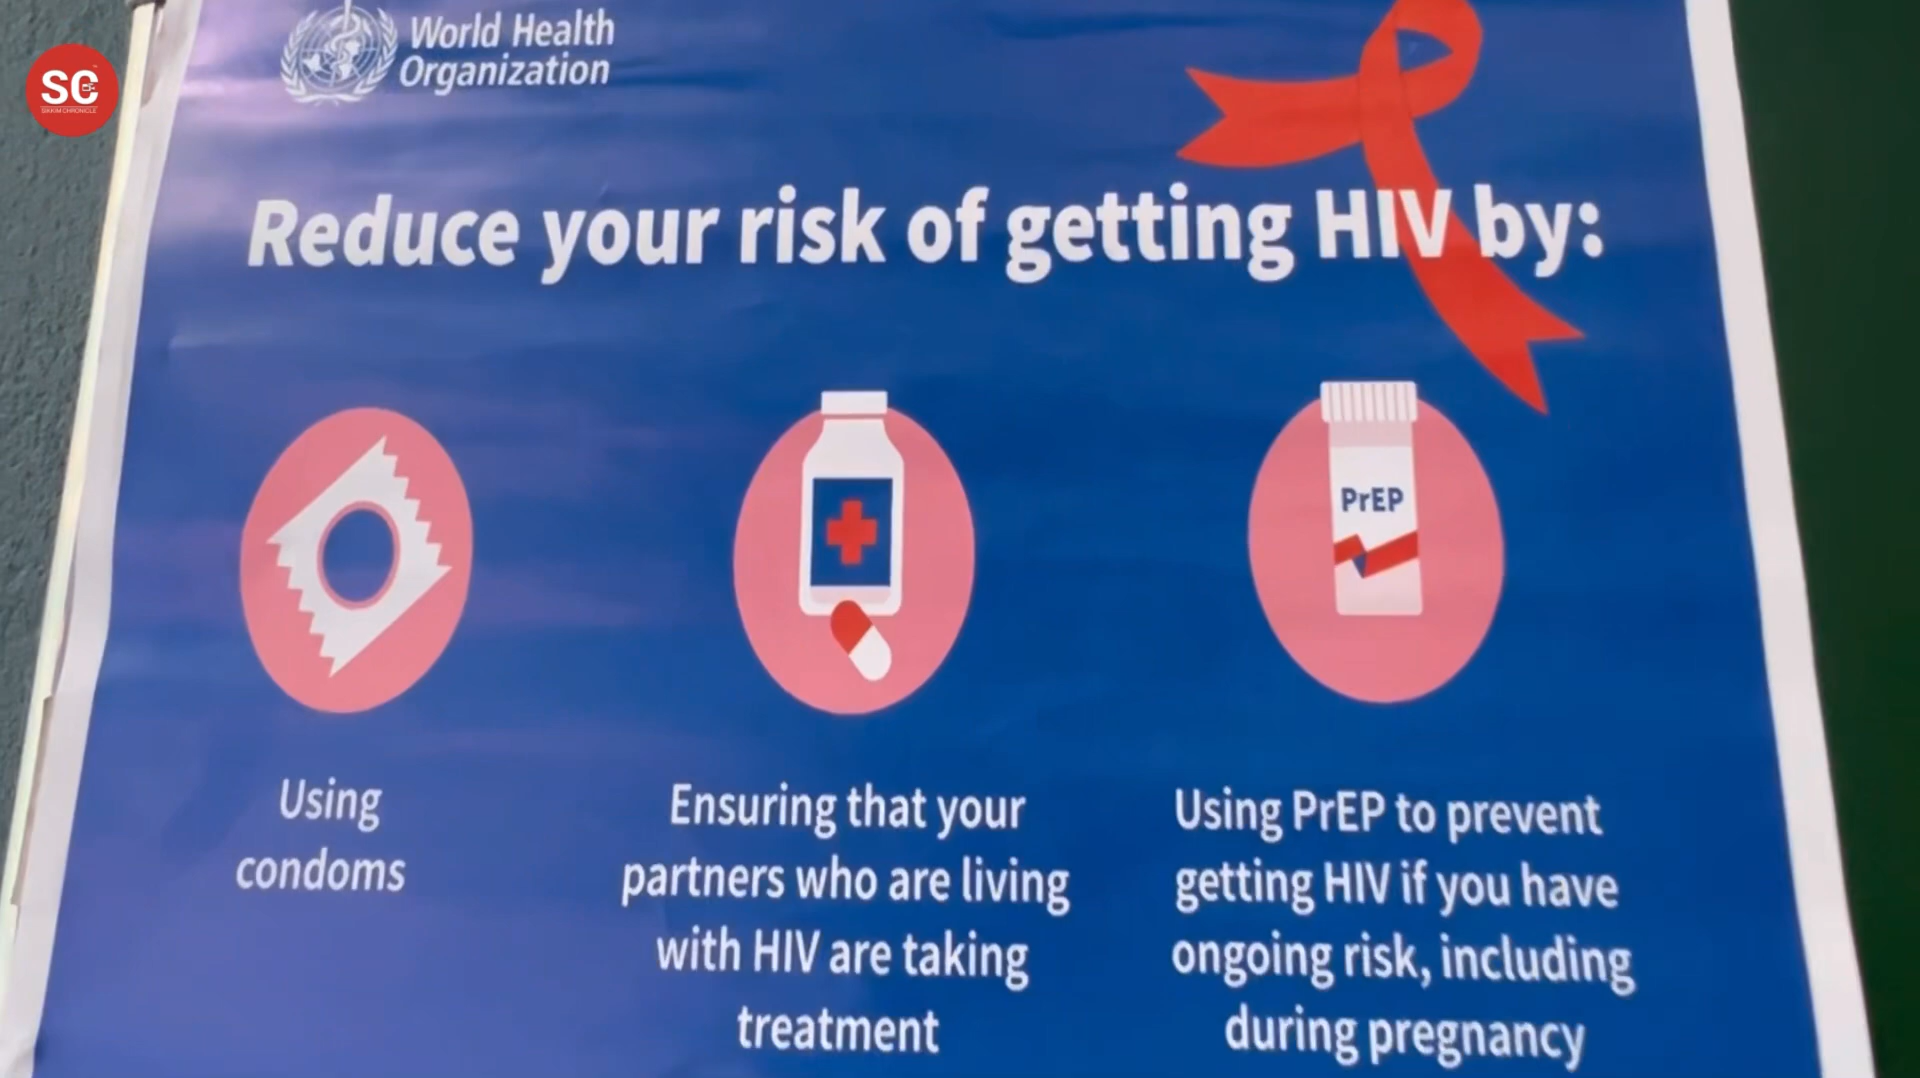 SC
SIKKIM CHRONICLE
World Health
Organization
Reduce your risk of getting HIV by:
PrEP
Using
condoms
Ensuring that your
partners who are living
with HIV are taking
treatment
Using PrEP to prevent
getting HIV if you have
ongoing risk, including
during pregnancy